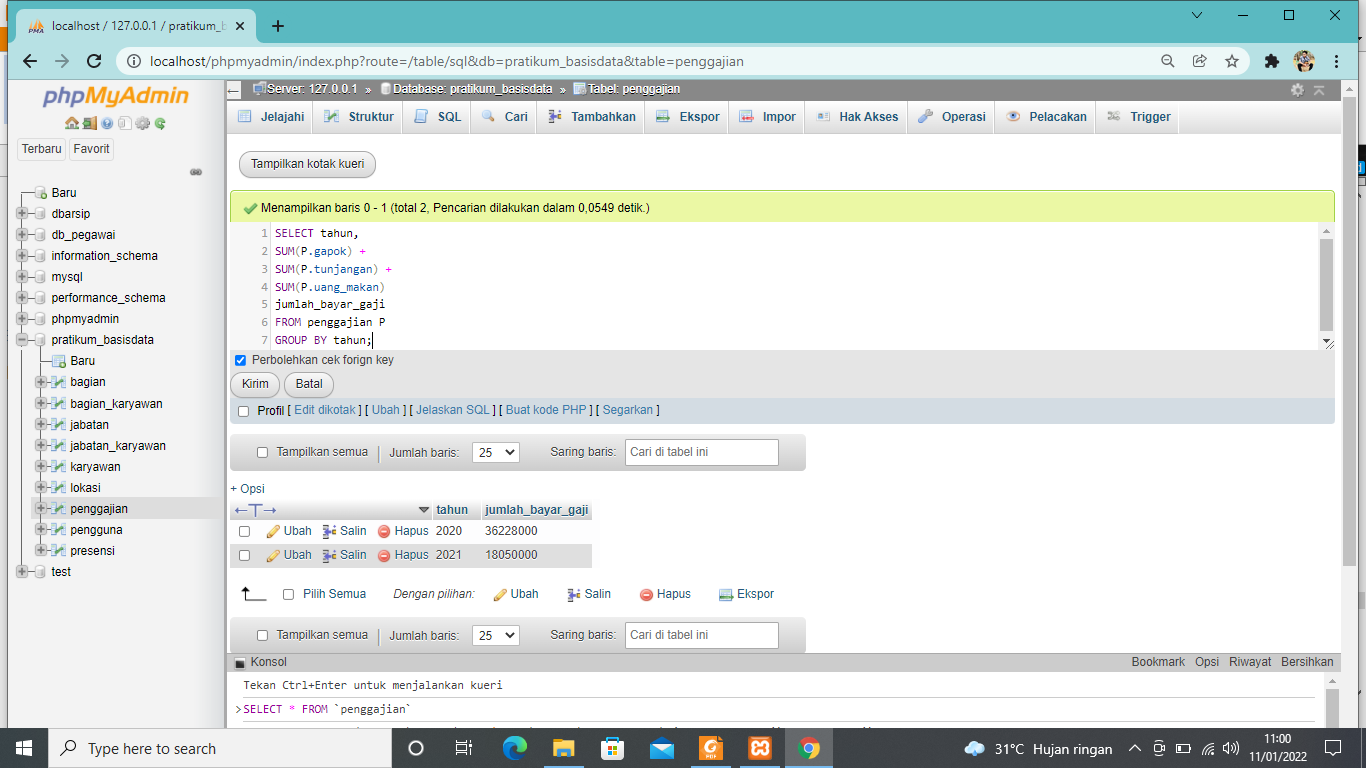 localhost / 127.0.0.1 / pratikum_b
localhost/phpmyadmin/index.php?route=/table/sql&db=pratikum_basisdata&table=penggajian
phpMyAdmin
Terbaru Favorit
Baru
dbarsip
db_pegawai
information_schema
mysql
performance_schema
phpmyadmin
pratikum_basisdata
Baru
bagian
bagian_karyawan
jabatan
jabatan_karyawan
karyawan
lokasi
penggajian
pengguna
presensi
test
Server: 127.0.0.1 » Database: pratikum_basisdata » Tabel: penggajian
Jelajahi Struktur SQL Cari Tambahkan Ekspor Impor Hak Akses Operasi Pelacakan Trigger
Tampilkan kotak kueri
Menampilkan baris 0 - 1 (total 2, Pencarian dilakukan dalam 0,0549 detik.)
1 SELECT tahun,
2 SUM(P.gapok) +
3 SUM(P.tunjangan) +
4 SUM(P.uang_makan)
5 jumlah_bayar_gaji
6 FROM penggajian P
7 GROUP BY tahun;
Perbolehkan cek forign key
Kirim Batal
Profil [ Edit dikotak ] [ Ubah ] [ Jelaskan SQL ] [ Buat kode PHP ] [ Segarkan ]
Tampilkan semua | Jumlah baris: 25 Saring baris: Cari di tabel ini
+ Opsi
←T→ tahun jumlah_bayar_gaji
Ubah Salin Hapus 2020 36228000
Ubah Salin Hapus 2021 18050000
Pilih Semua Dengan pilihan: Ubah Salin Hapus Ekspor
Tampilkan semua | Jumlah baris: 25 Saring baris: Cari di tabel ini
Konsol Bookmark Opsi Riwayat Bersihkan
Tekan Ctrl+Enter untuk menjalankan kueri
>SELECT * FROM `penggajian`
Type here to search
31°C Hujan ringan
11:00
11/01/2022